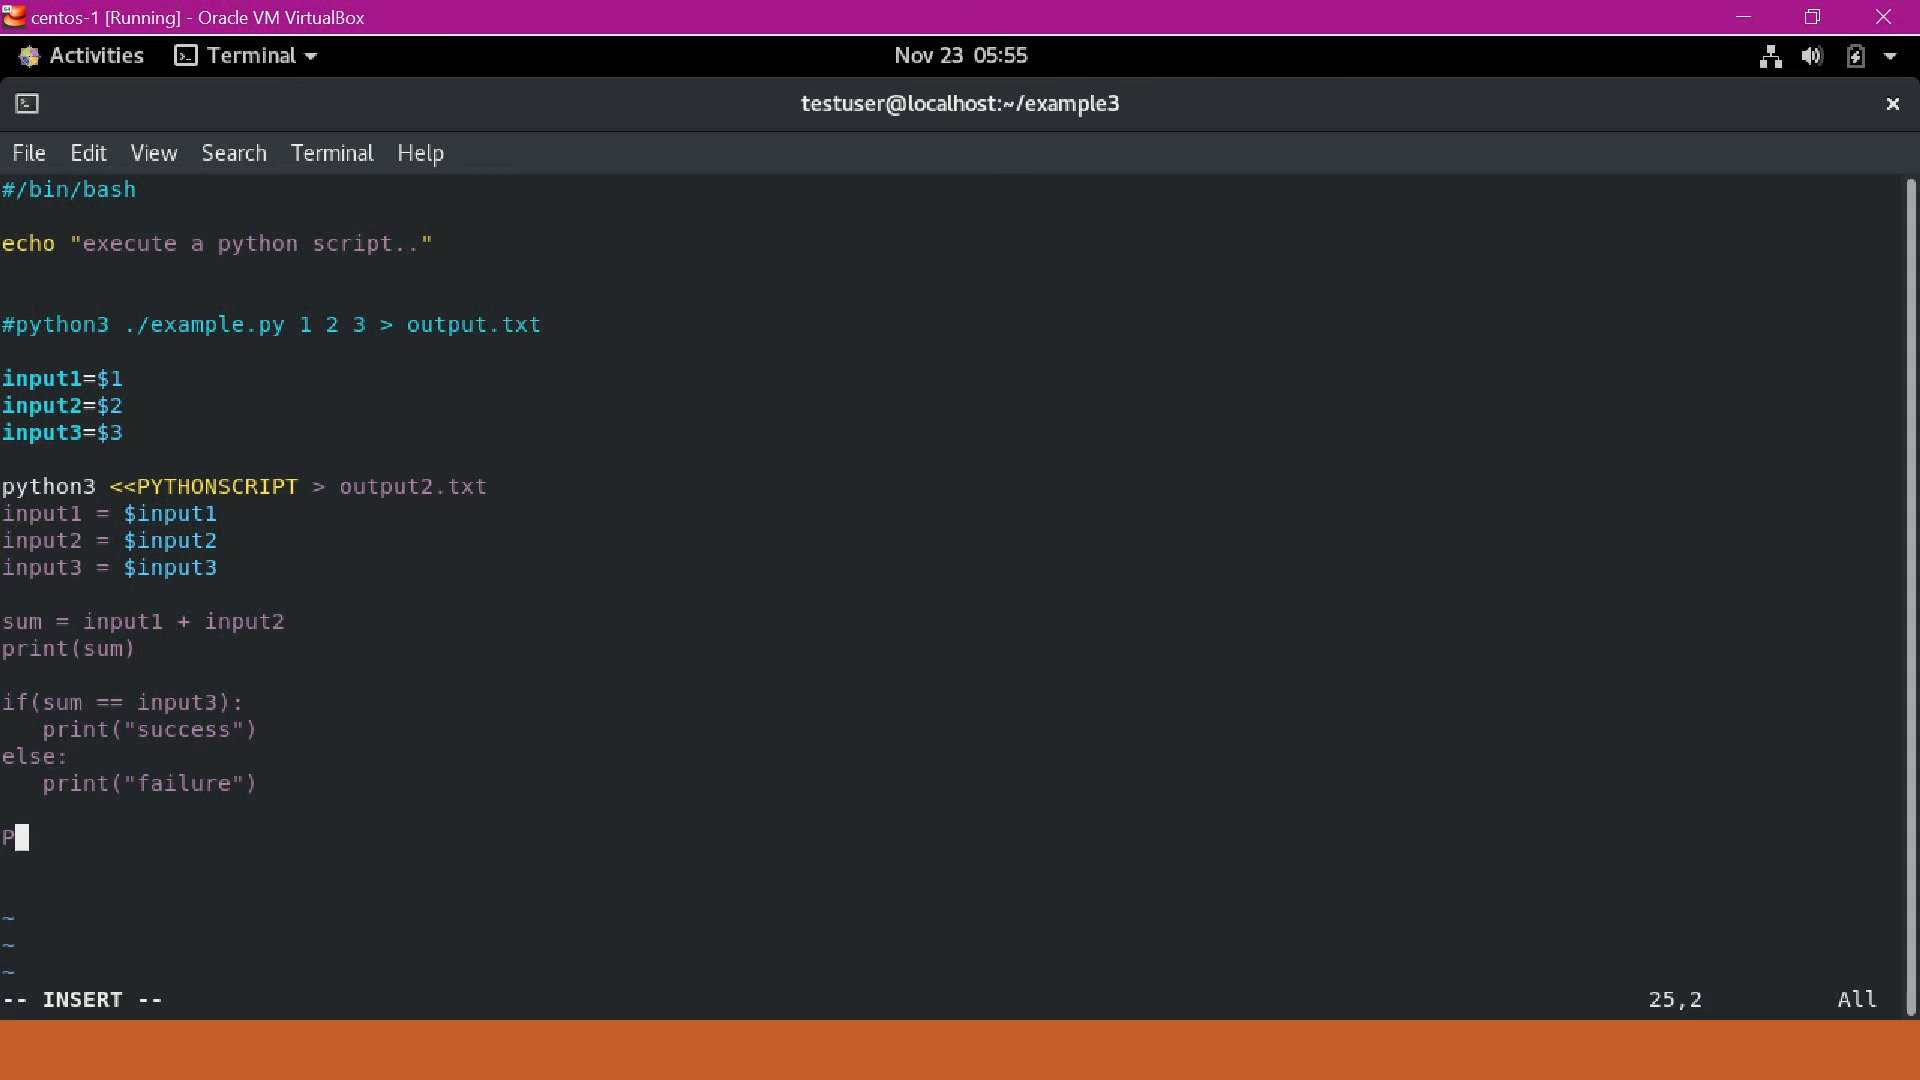 centos-1 [Running] - Oracle VM VirtualBox
Activities Terminal Nov 23 05:55
testuser@localhost:~/example3
File Edit View Search Terminal Help
#/bin/bash
echo "execute a python script.."
#python3 ./example.py 1 2 3 > output.txt
input1=$1
input2=$2
input3=$3
python3 <<PYTHONSCRIPT > output2.txt
input1 = $input1
input2 = $input2
input3 = $input3
sum = input1 + input2
print(sum)
if(sum == input3):
   print("success")
else:
   print("failure")
P
~
~
~
-- INSERT -- 25,2 All